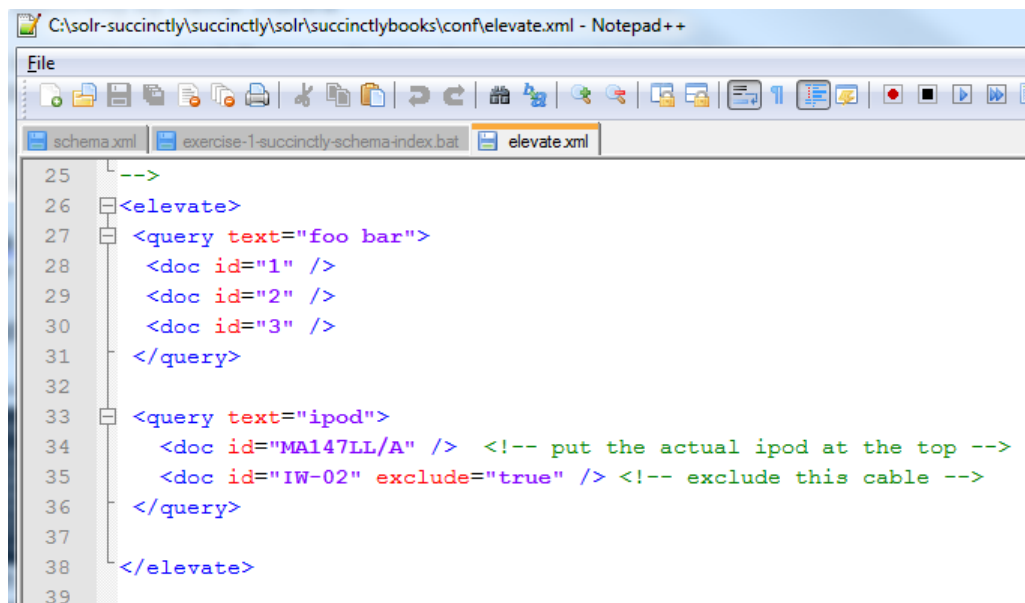 C:\solr-succinctly\succinctly\solr\succinctlybooks\conf\elevate.xml - Notepad++
File
schema.xml exercise-1-succinctly-schema-index.bat elevate.xml
25 -->
26 <elevate>
27 <query text="foo bar">
28 <doc id="1" />
29 <doc id="2" />
30 <doc id="3" />
31 </query>
32
33 <query text="ipod">
34 <doc id="MA147LL/A" /> <!-- put the actual ipod at the top -->
35 <doc id="IW-02" exclude="true" /> <!-- exclude this cable -->
36 </query>
37
38 </elevate>
39